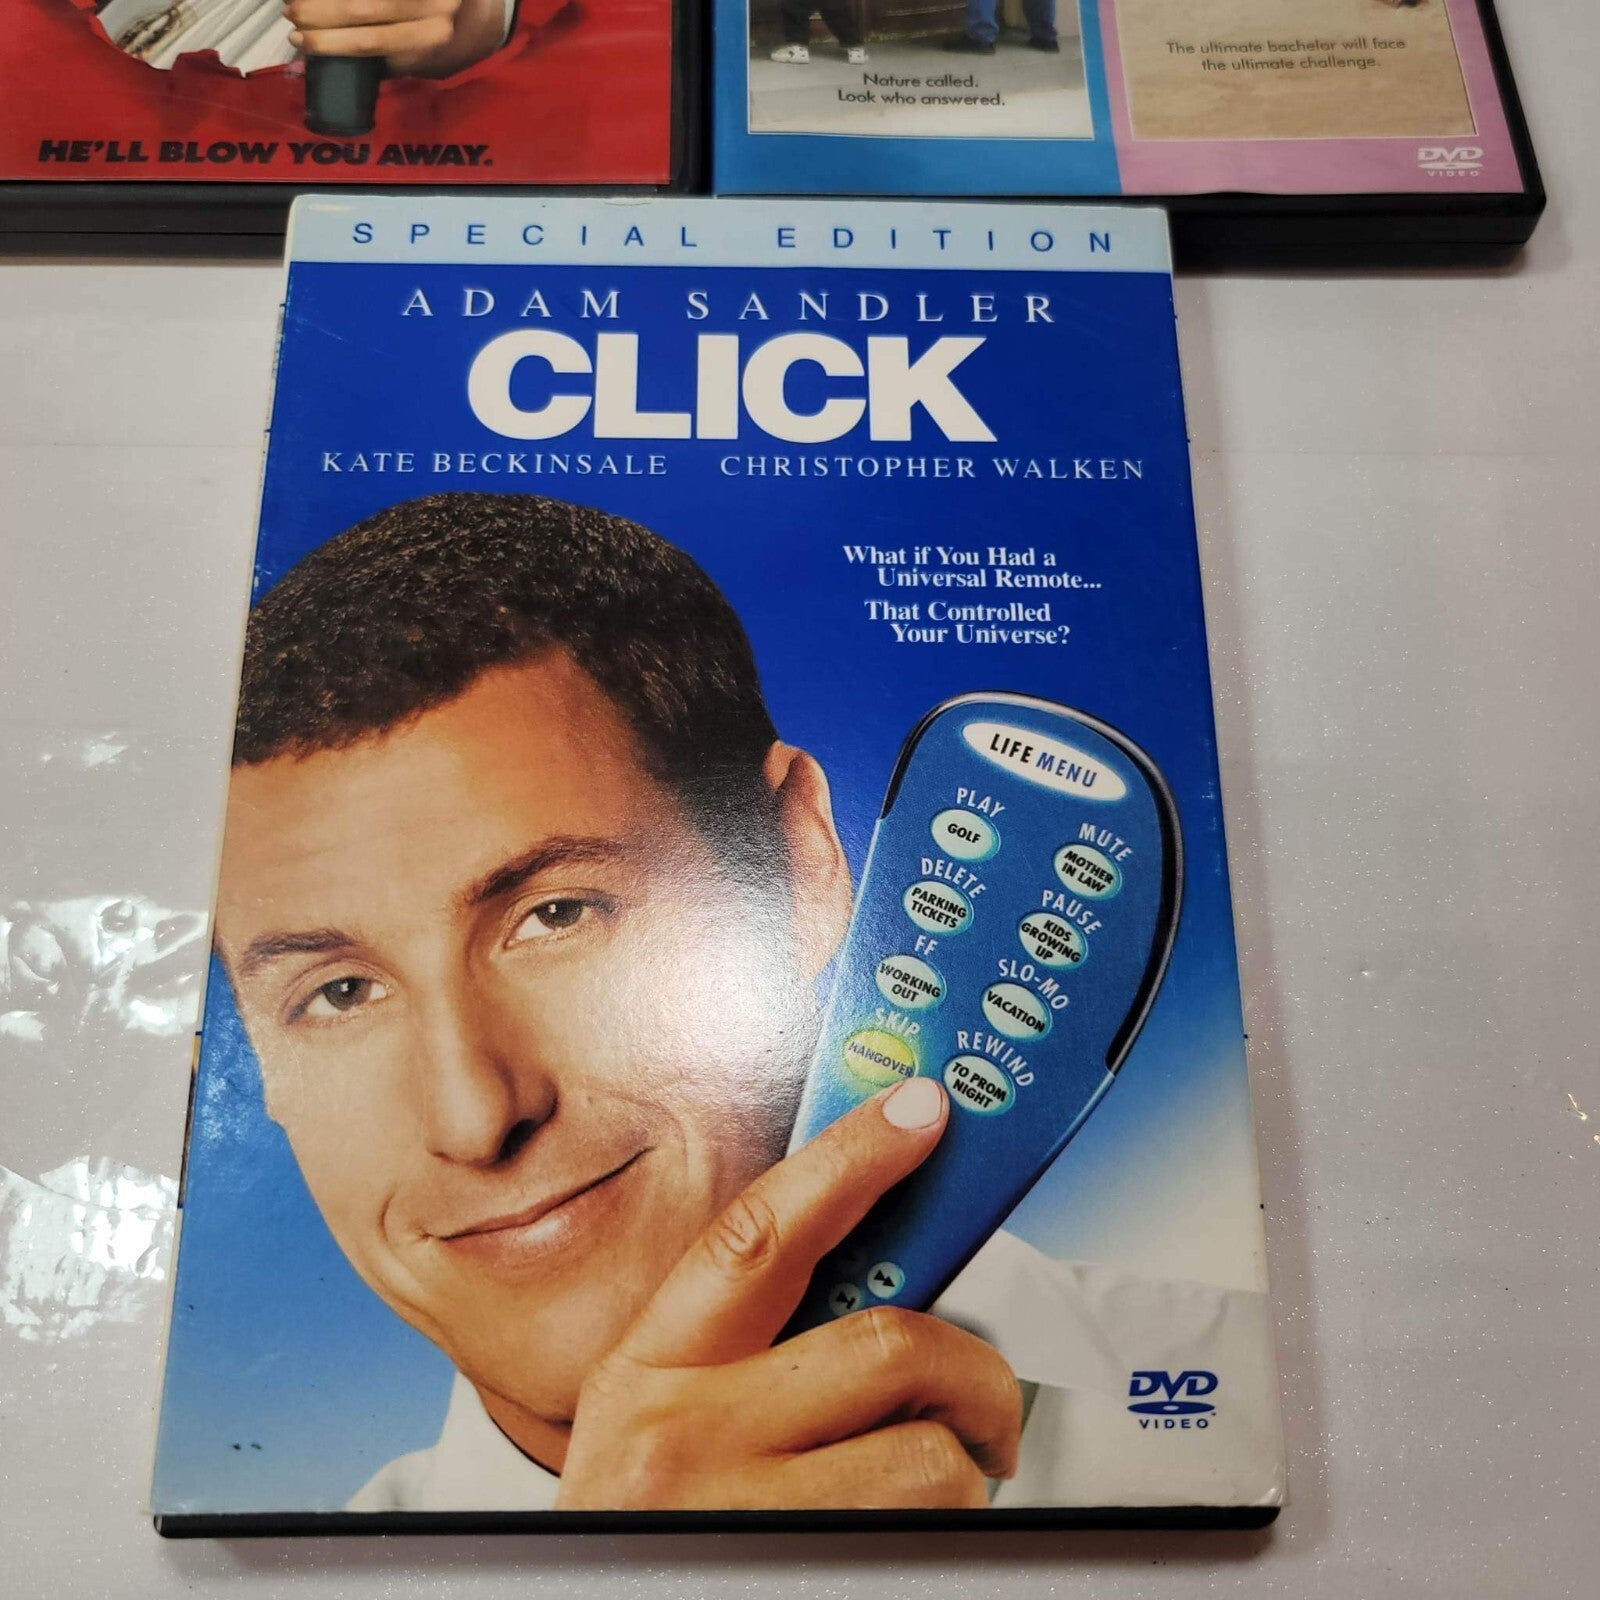 HE'LL BLOW YOU AWAY.
Nature called.
Look who answered.
The ultimate bachelor will face
the ultimate challenge.
DVD
VIDEO
SPECIAL EDITION
ADAM SANDLER
CLICK
KATE BECKINSALE CHRISTOPHER WALKEN
What if You Had a
Universal Remote...
That Controlled
Your Universe?
LIFE MENU
PLAY
GOLF
MUTE
MOTHER
IN LAW
DELETE
PARKING
TICKETS
PAUSE
KIDS
GROWING
UP
FF
WORKING
OUT
SLO-MO
VACATION
SKIP
HANGOVER
REWIND
TO PROM
NIGHT
DVD
VIDEO